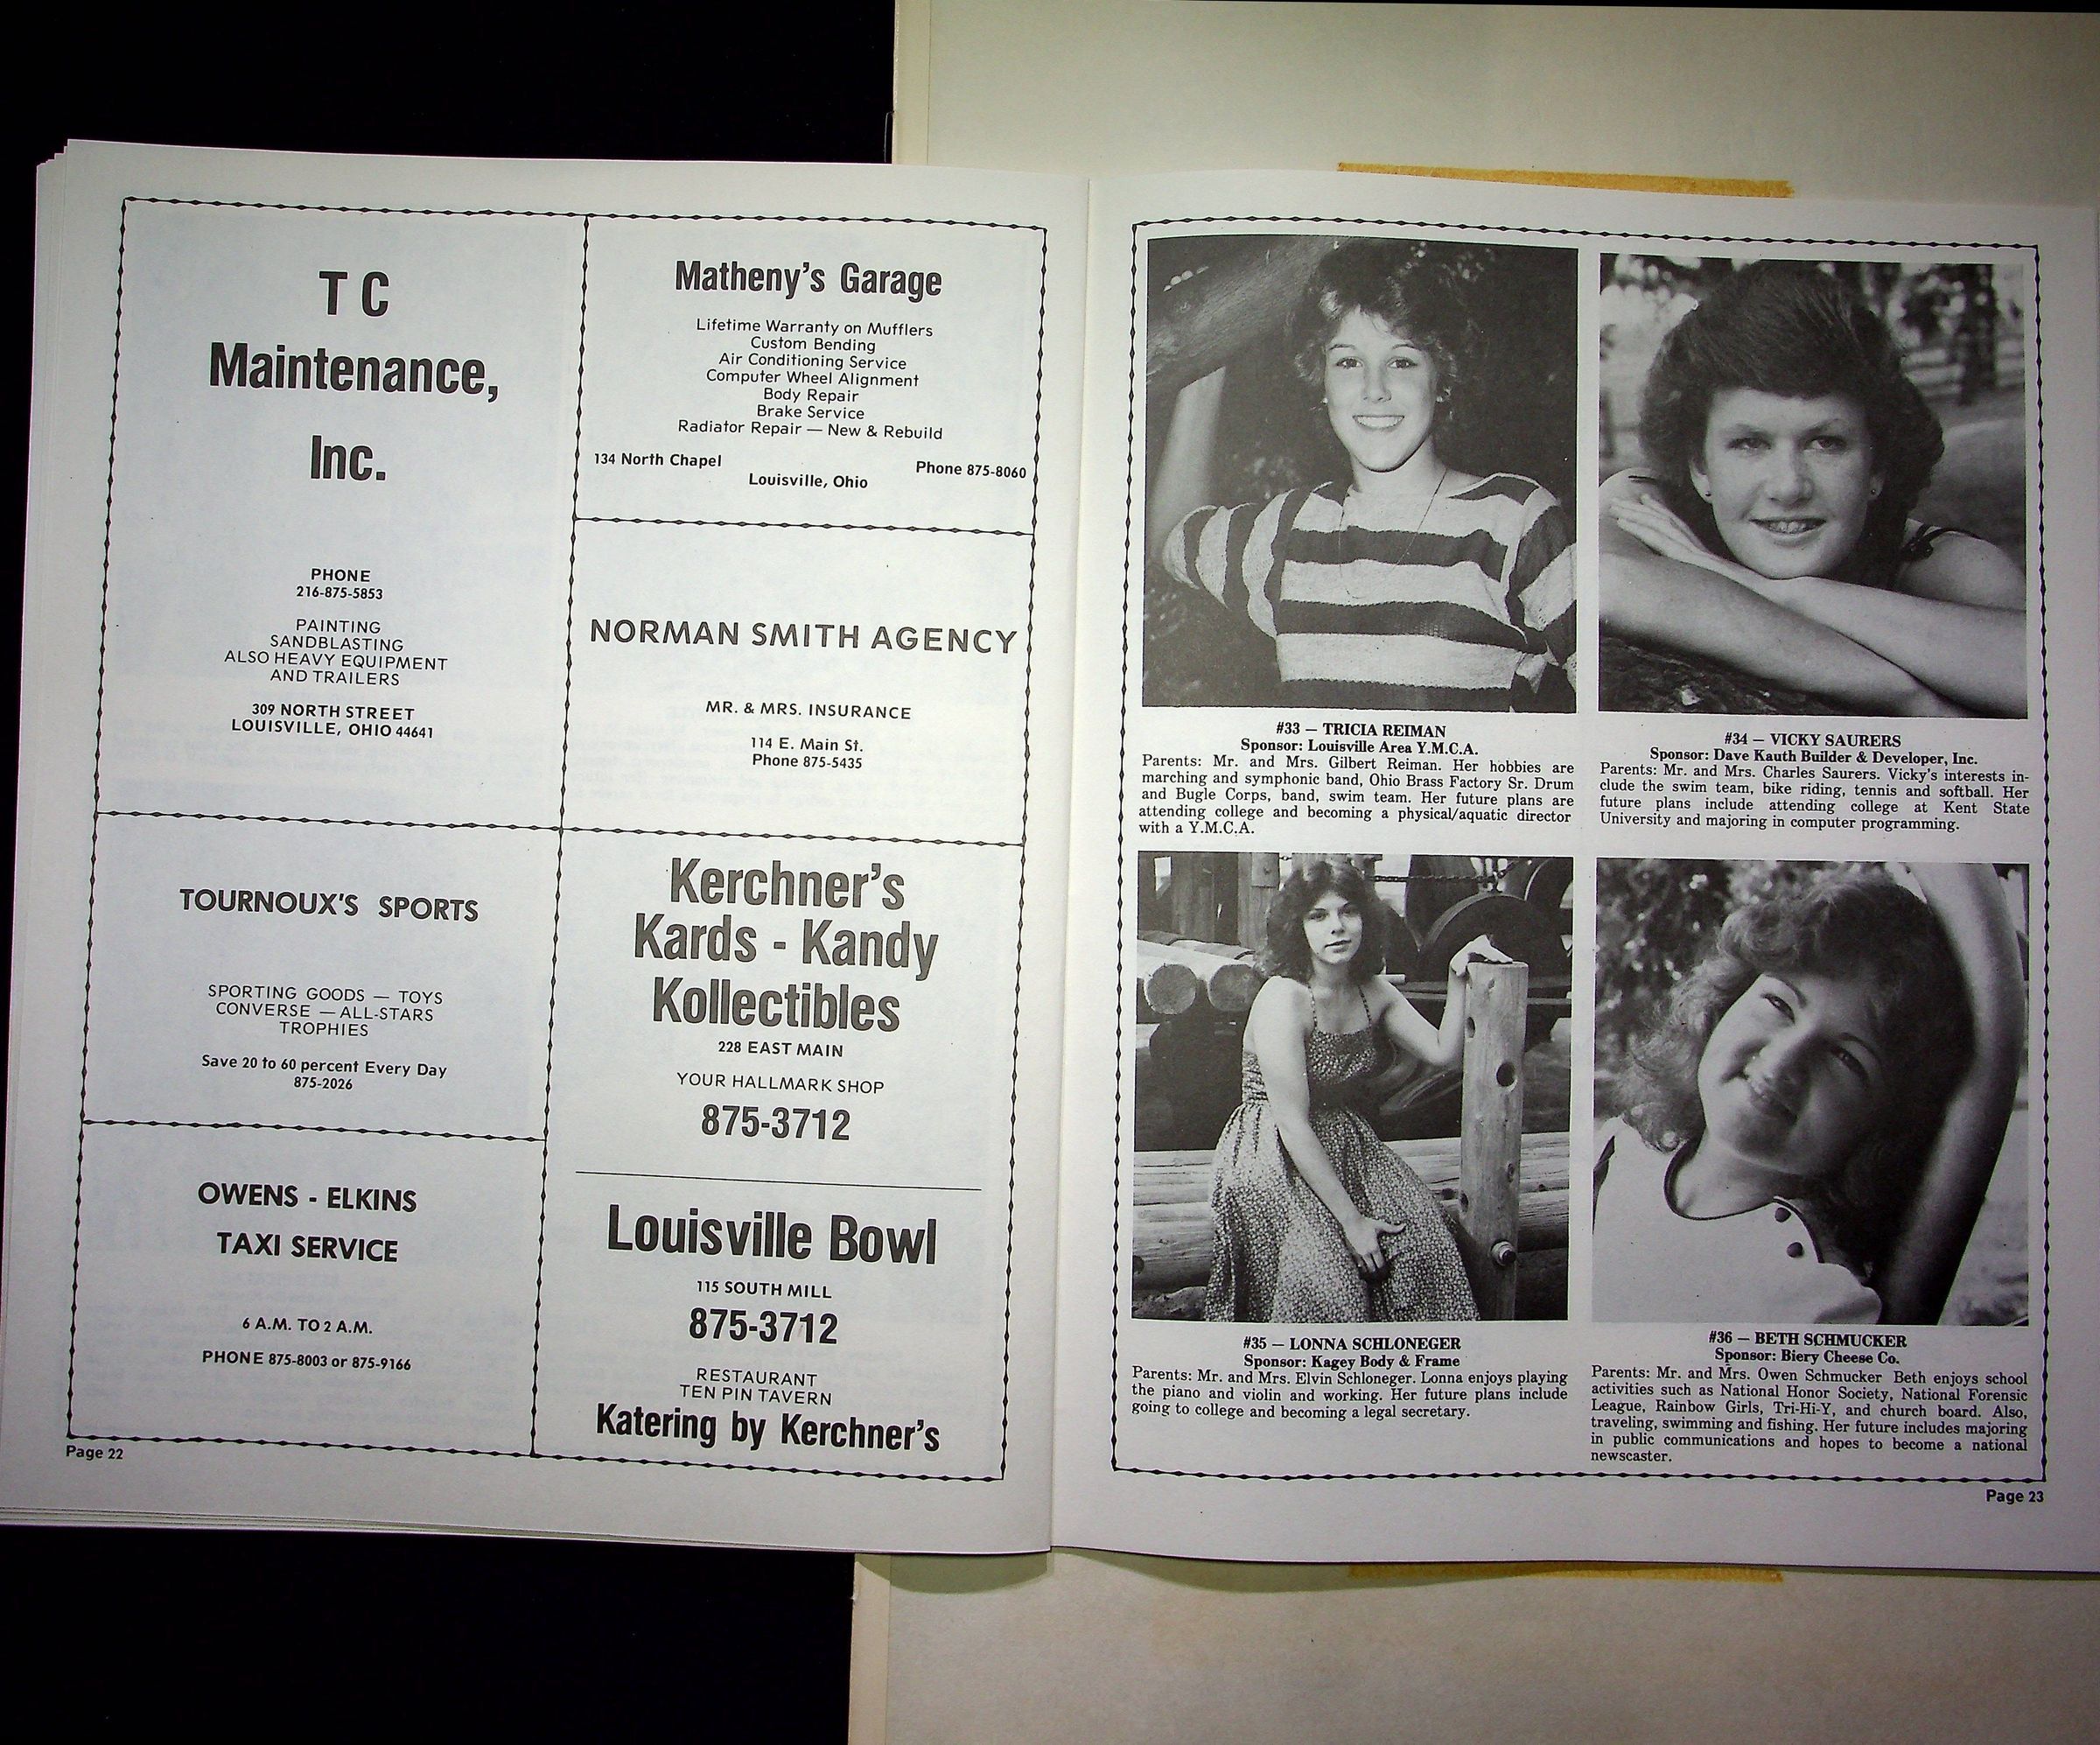 T C
Maintenance,
Inc.
PHONE
216-875-5853
PAINTING
SANDBLASTING
ALSO HEAVY EQUIPMENT
AND TRAILERS
309 NORTH STREET
LOUISVILLE, OHIO 44641
TOURNOUX'S SPORTS
SPORTING GOODS — TOYS
CONVERSE — ALL-STARS
TROPHIES
Save 20 to 60 percent Every Day
875-2026
OWENS - ELKINS
TAXI SERVICE
6 A.M. TO 2 A.M.
PHONE 875-8003 or 875-9166
Page 22
Matheny's Garage
Lifetime Warranty on Mufflers
Custom Bending
Air Conditioning Service
Computer Wheel Alignment
Body Repair
Brake Service
Radiator Repair — New & Rebuild
134 North Chapel
Phone 875-8060
Louisville, Ohio
NORMAN SMITH AGENCY
MR. & MRS. INSURANCE
114 E. Main St.
Phone 875-5435
Kerchner's
Kards - Kandy
Kollectibles
228 EAST MAIN
YOUR HALLMARK SHOP
875-3712
Louisville Bowl
115 SOUTH MILL
875-3712
RESTAURANT
TEN PIN TAVERN
Katering by Kerchner's
#33 — TRICIA REIMAN
Sponsor: Louisville Area Y.M.C.A.
Parents: Mr. and Mrs. Gilbert Reiman. Her hobbies are
marching and symphonic band, Ohio Brass Factory Sr. Drum
and Bugle Corps, band, swim team. Her future plans are
attending college and becoming a physical/aquatic director
with a Y.M.C.A.
#34 — VICKY SAURERS
Sponsor: Dave Kauth Builder & Developer, Inc.
Parents: Mr. and Mrs. Charles Saurers. Vicky's interests in-
clude the swim team, bike riding, tennis and softball. Her
future plans include attending college at Kent State
University and majoring in computer programming.
#35 — LONNA SCHLONEGER
Sponsor: Kagey Body & Frame
Parents: Mr. and Mrs. Elvin Schloneger. Lonna enjoys playing
the piano and violin and working. Her future plans include
going to college and becoming a legal secretary.
#36 — BETH SCHMUCKER
Sponsor: Biery Cheese Co.
Parents: Mr. and Mrs. Owen Schmucker Beth enjoys school
activities such as National Honor Society, National Forensic
League, Rainbow Girls, Tri-Hi-Y, and church board. Also,
traveling, swimming and fishing. Her future includes majoring
in public communications and hopes to become a national
newscaster.
Page 23